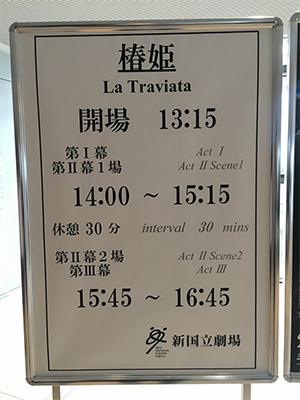 椿姫
La Traviata
開場 13:15
第Ⅰ幕 Act Ⅰ
第Ⅱ幕1場 Act Ⅱ Scene1
14:00 ~ 15:15
休憩 30 分 interval 30 mins
第Ⅱ幕2場 Act Ⅱ Scene2
第Ⅲ幕 Act Ⅲ
15:45 ~ 16:45
新国立劇場